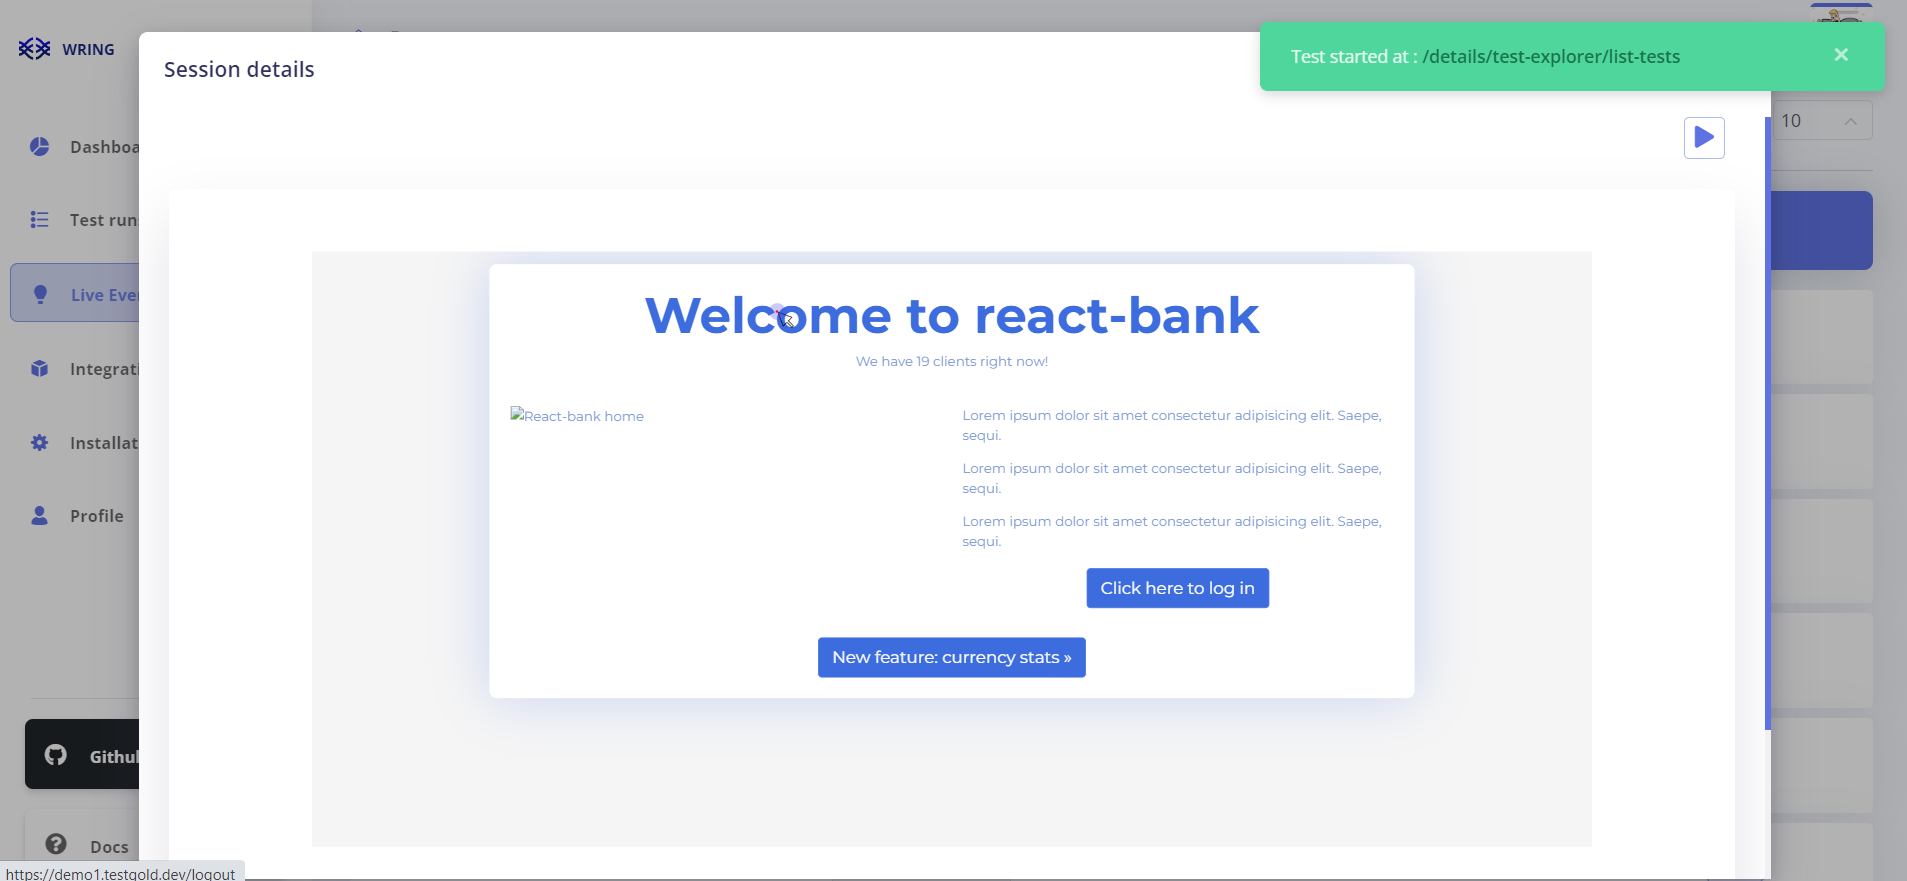 WRING
Session details
Test started at : /details/test-explorer/list-tests
10
Dashboa
Test run
Live Eve
Integrati
Installat
Profile
Github
Docs
Welcome to react-bank
We have 19 clients right now!
React-bank home
Lorem ipsum dolor sit amet consectetur adipisicing elit. Saepe,
sequi.
Lorem ipsum dolor sit amet consectetur adipisicing elit. Saepe,
sequi.
Lorem ipsum dolor sit amet consectetur adipisicing elit. Saepe,
sequi.
Click here to log in
New feature: currency stats »
https://demo1.testgold.dev/logout